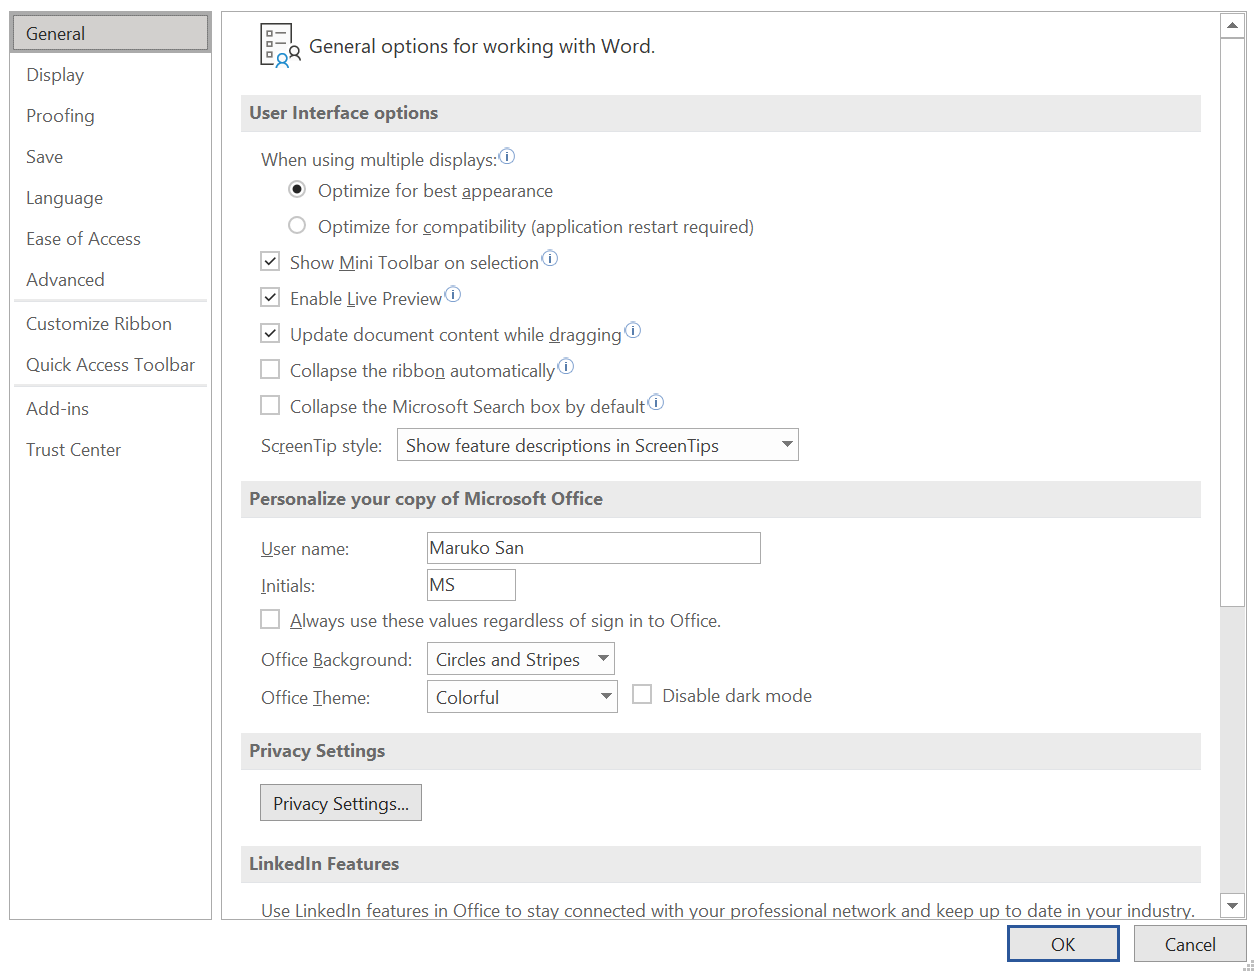 General
Display
Proofing
Save
Language
Ease of Access
Advanced
Customize Ribbon
Quick Access Toolbar
Add-ins
Trust Center
General options for working with Word.
User Interface options
When using multiple displays:
Optimize for best appearance
Optimize for compatibility (application restart required)
Show Mini Toolbar on selection
Enable Live Preview
Update document content while dragging
Collapse the ribbon automatically
Collapse the Microsoft Search box by default
ScreenTip style: Show feature descriptions in ScreenTips
Personalize your copy of Microsoft Office
User name: Maruko San
Initials: MS
Always use these values regardless of sign in to Office.
Office Background: Circles and Stripes
Office Theme: Colorful Disable dark mode
Privacy Settings
Privacy Settings...
LinkedIn Features
Use LinkedIn features in Office to stay connected with your professional network and keep up to date in your industry.
OK Cancel